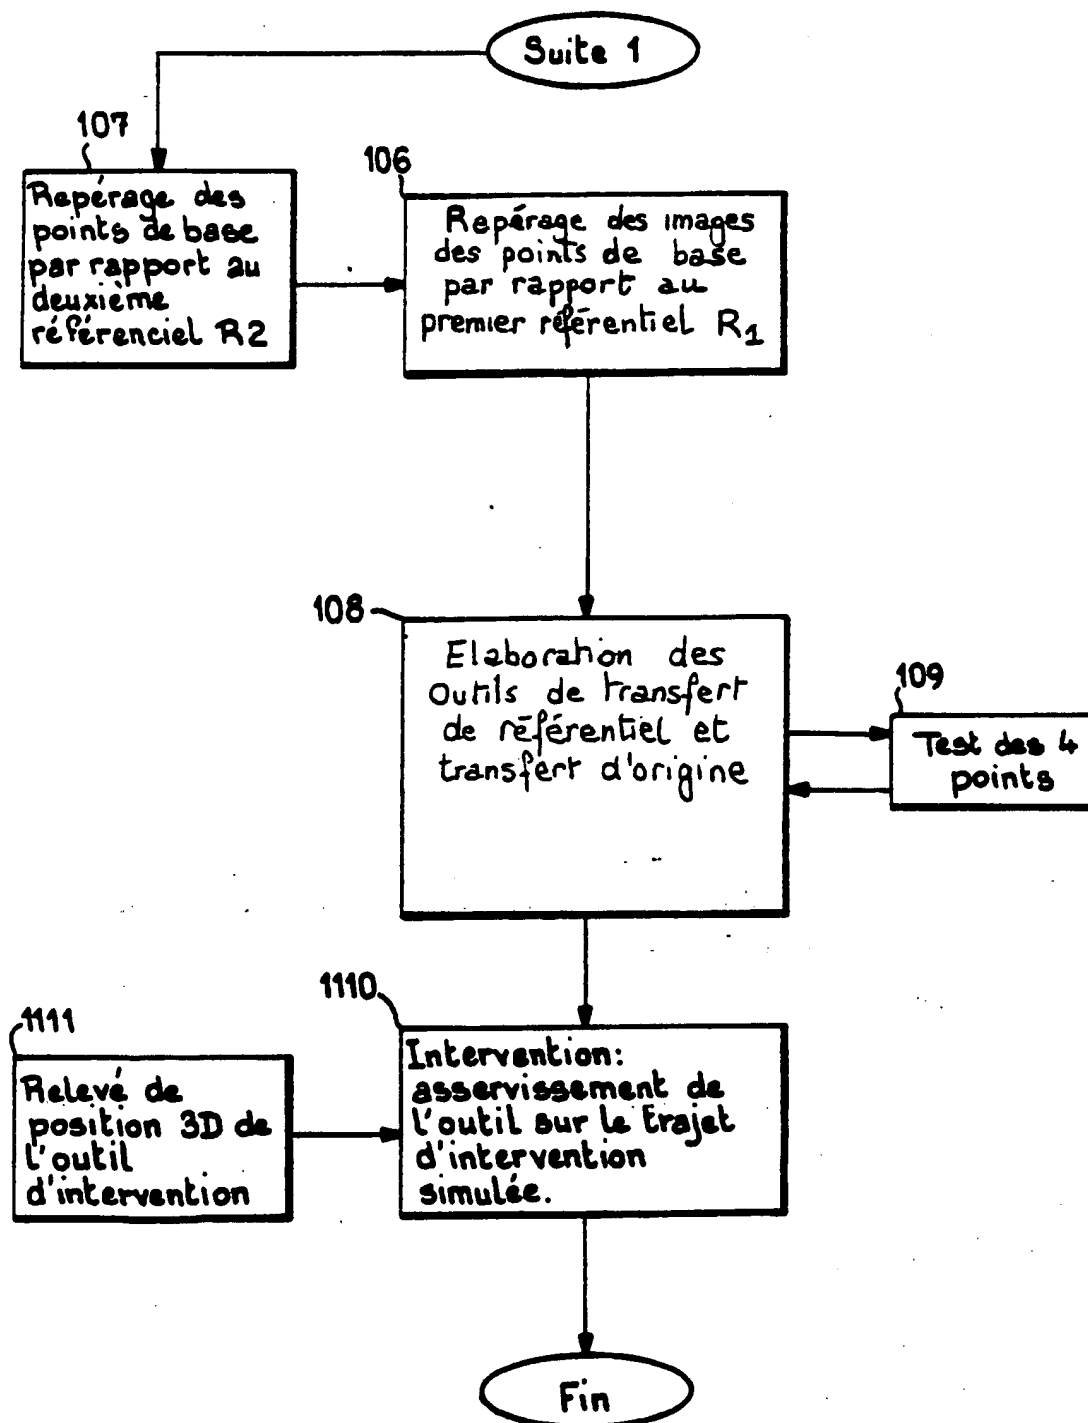 Suite 1
107
Repérage des
points de base
par rapport au
deuxième
référenciel R2
106
Repérage des images
des points de base
par rapport au
premier référentiel R1
108
Elaboration des
Outils de transfert
de référentiel et
transfert d'origine
109
Test des 4
points
1111
Relevé de
position 3D de
l'outil
d'intervention
1110
Intervention:
asservissement de
l'outil sur le trajet
d'intervention
simulée.
Fin